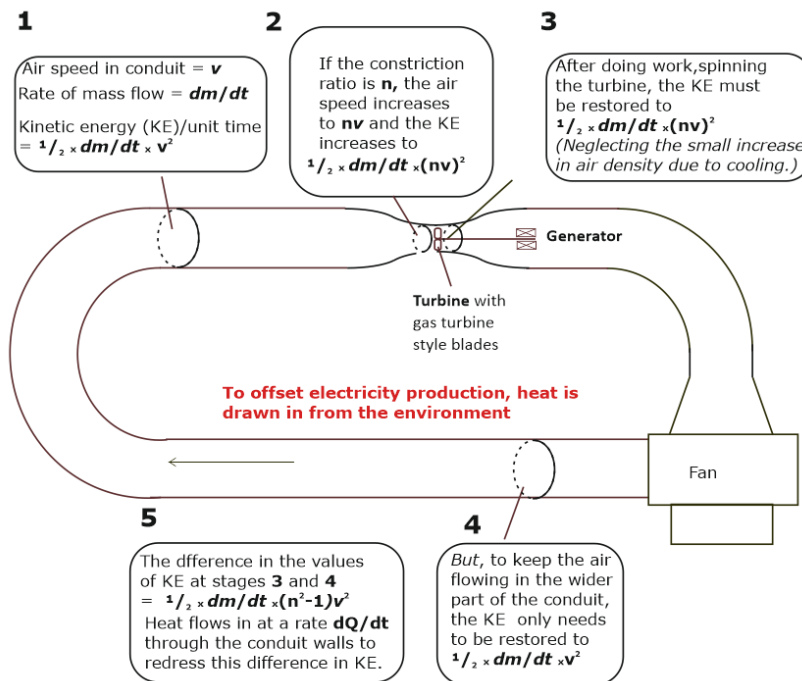 1
Air speed in conduit = v
Rate of mass flow = dm/dt
Kinetic energy (KE)/unit time
= ¹/₂ × dm/dt × v²
2
If the constriction
ratio is n, the air
speed increases
to nv and the KE
increases to
¹/₂ × dm/dt ×(nv)²
3
After doing work,spinning
the turbine, the KE must
be restored to
¹/₂ × dm/dt ×(nv)²
(Neglecting the small increase
in air density due to cooling.)
Generator
Turbine with
gas turbine
style blades
To offset electricity production, heat is
drawn in from the environment
Fan
5
The dfference in the values
of KE at stages 3 and 4
= ¹/₂ × dm/dt ×(n²-1)v²
Heat flows in at a rate dQ/dt
through the conduit walls to
redress this difference in KE.
4
But, to keep the air
flowing in the wider
part of the conduit,
the KE only needs
to be restored to
¹/₂ × dm/dt ×v²